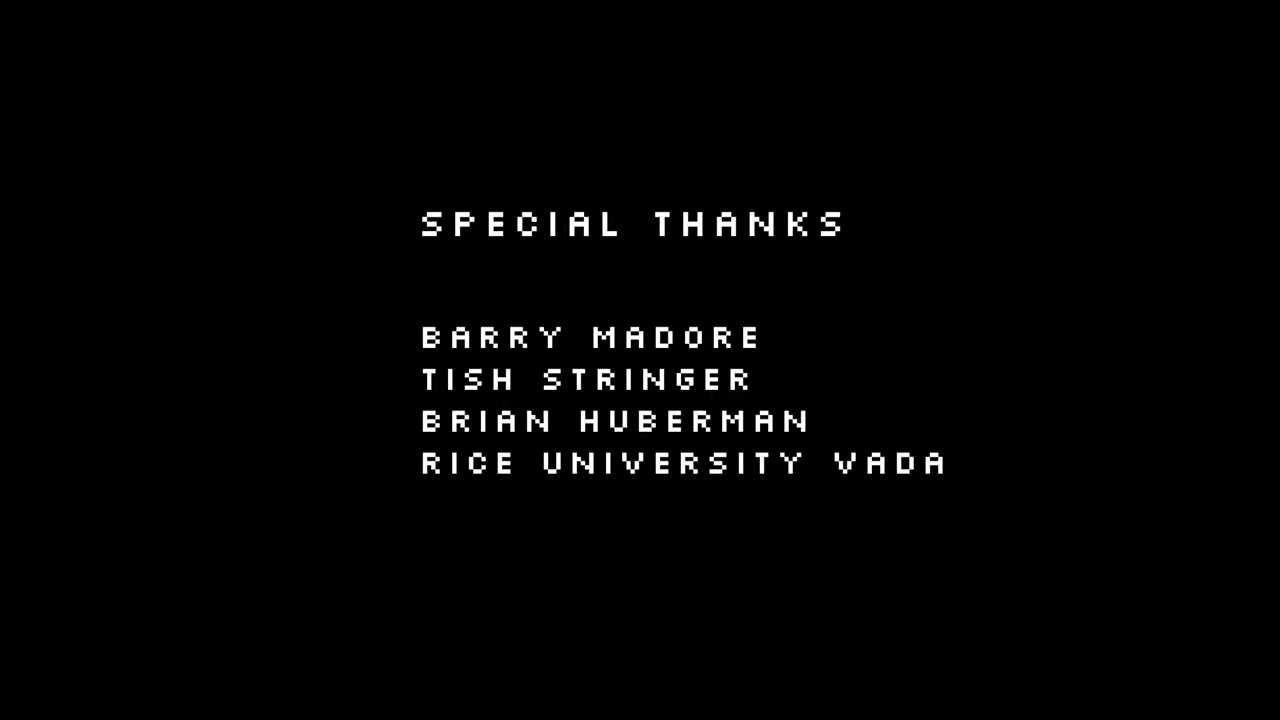 SPECIAL THANKS
BARRY MADORE
TISH STRINGER
BRIAN HUBERMAN
RICE UNIVERSITY VADA